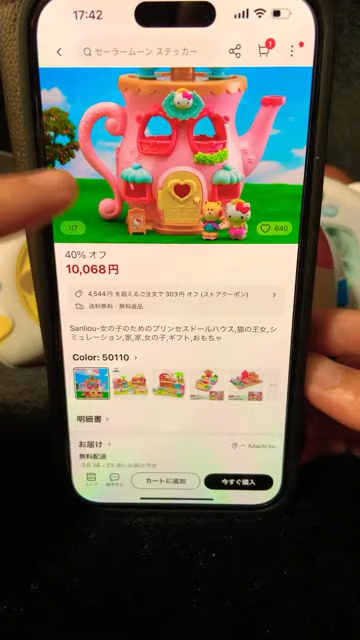 17:42
セーラームーン ステッカー
1
1/7
640
40% オフ
10,068円
4,544円 を超えるご注文で 303円 オフ (ストアクーポン)
送料無料・無料返品
Sanliou-女の子のためのプリンセスドールハウス,猫の王女,シ
ミュレーション,家,家,女の子,ギフト,おもちゃ
Color: 50110
明細書
お届け
へ Adachi ku
無料配送
ストア
カートに追加
今すぐ購入